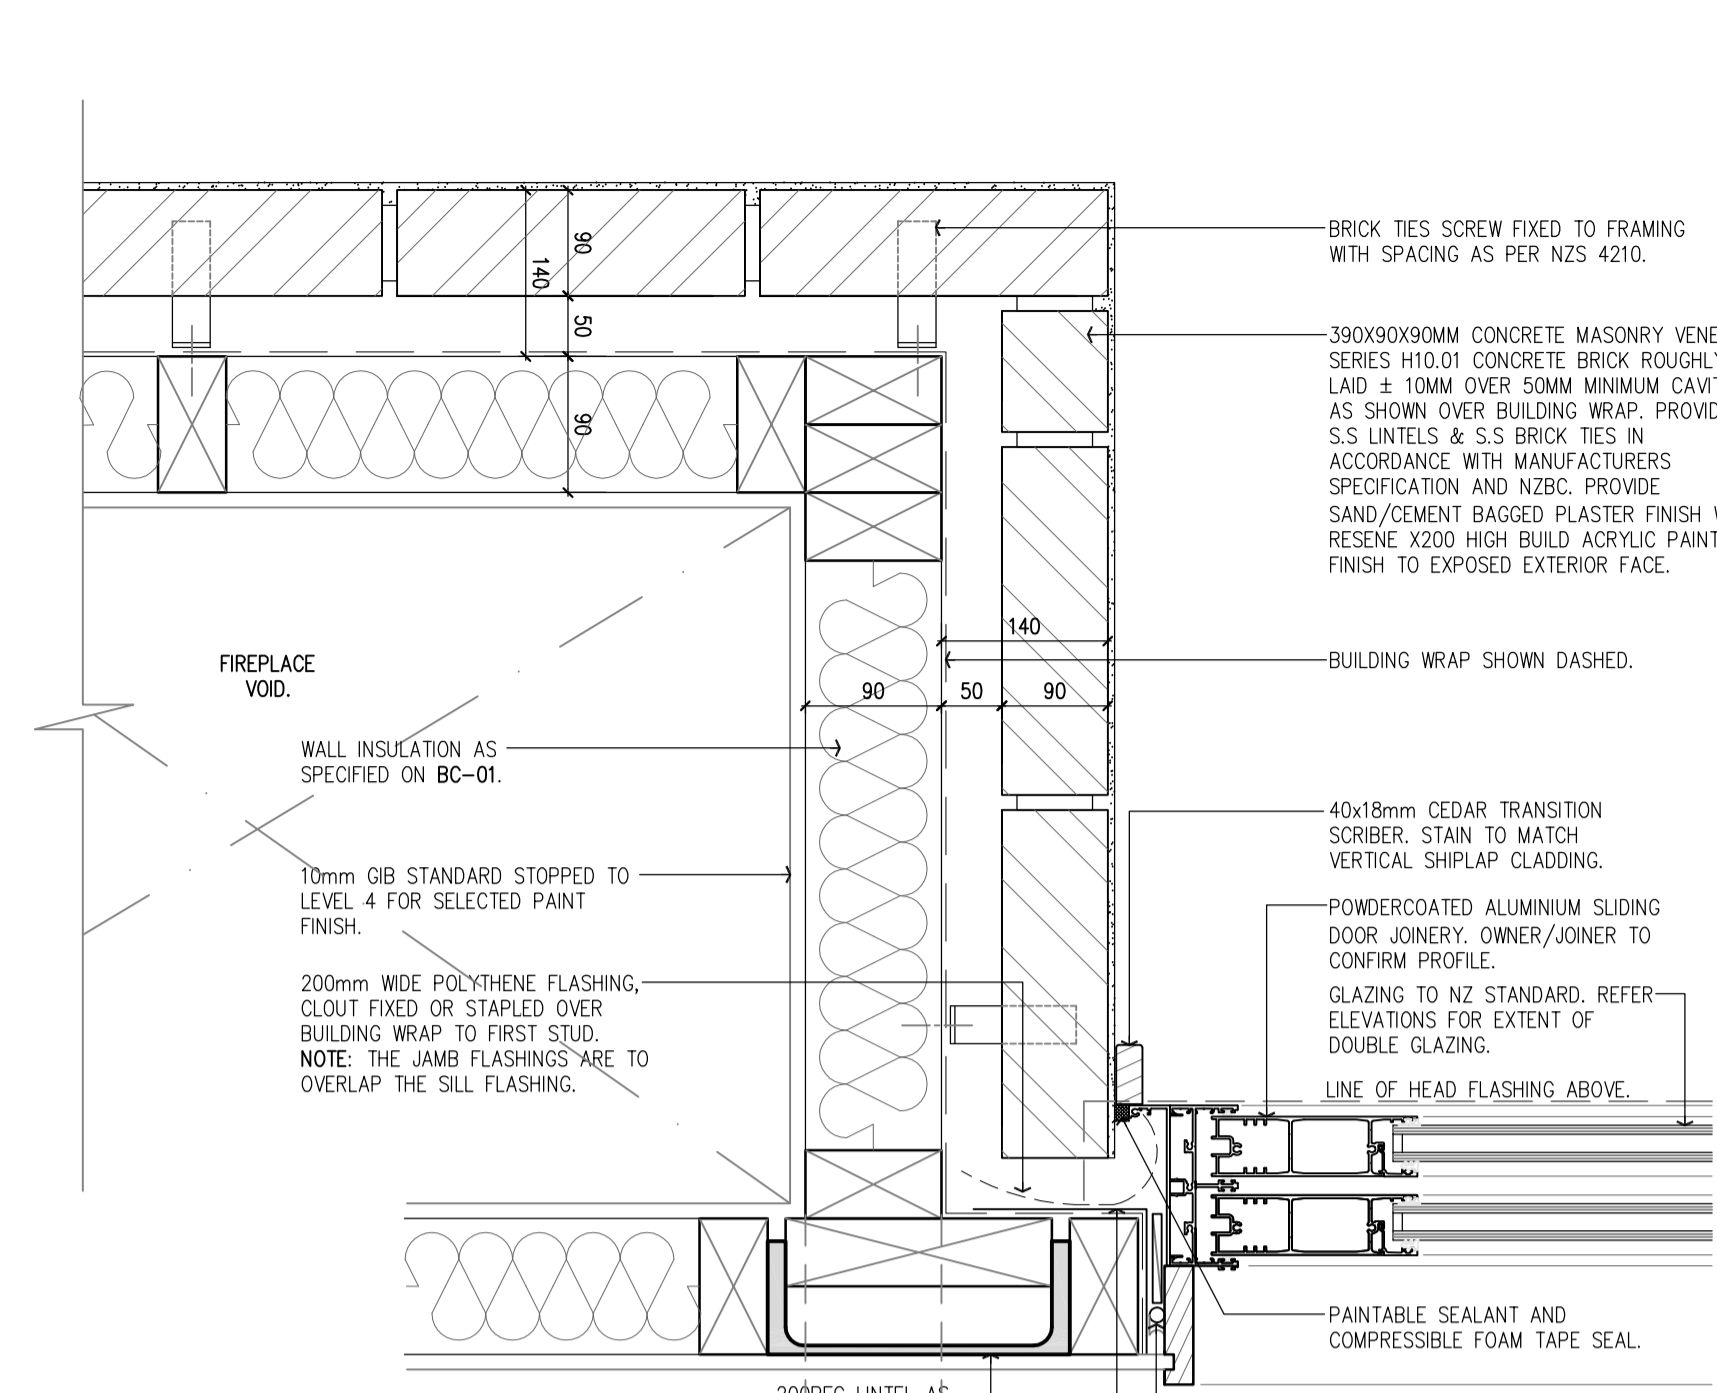 BRICK TIES SCREW FIXED TO FRAMING
WITH SPACING AS PER NZS 4210.
90
140
50
90
390X90X90MM CONCRETE MASONRY VENE
SERIES H10.01 CONCRETE BRICK ROUGHLY
LAID ± 10MM OVER 50MM MINIMUM CAVIT
AS SHOWN OVER BUILDING WRAP. PROVID
S.S LINTELS & S.S BRICK TIES IN
ACCORDANCE WITH MANUFACTURERS
SPECIFICATION AND NZBC. PROVIDE
SAND/CEMENT BAGGED PLASTER FINISH W
RESENE X200 HIGH BUILD ACRYLIC PAINT
FINISH TO EXPOSED EXTERIOR FACE.
140
BUILDING WRAP SHOWN DASHED.
90 50 90
FIREPLACE
VOID.
WALL INSULATION AS
SPECIFIED ON BC-01.
10mm GIB STANDARD STOPPED TO
LEVEL 4 FOR SELECTED PAINT
FINISH.
200mm WIDE POLYTHENE FLASHING,
CLOUT FIXED OR STAPLED OVER
BUILDING WRAP TO FIRST STUD.
NOTE: THE JAMB FLASHINGS ARE TO
OVERLAP THE SILL FLASHING.
40x18mm CEDAR TRANSITION
SCRIBER. STAIN TO MATCH
VERTICAL SHIPLAP CLADDING.
POWDERCOATED ALUMINIUM SLIDING
DOOR JOINERY. OWNER/JOINER TO
CONFIRM PROFILE.
GLAZING TO NZ STANDARD. REFER
ELEVATIONS FOR EXTENT OF
DOUBLE GLAZING.
LINE OF HEAD FLASHING ABOVE.
PAINTABLE SEALANT AND
COMPRESSIBLE FOAM TAPE SEAL.
LINTEL AS